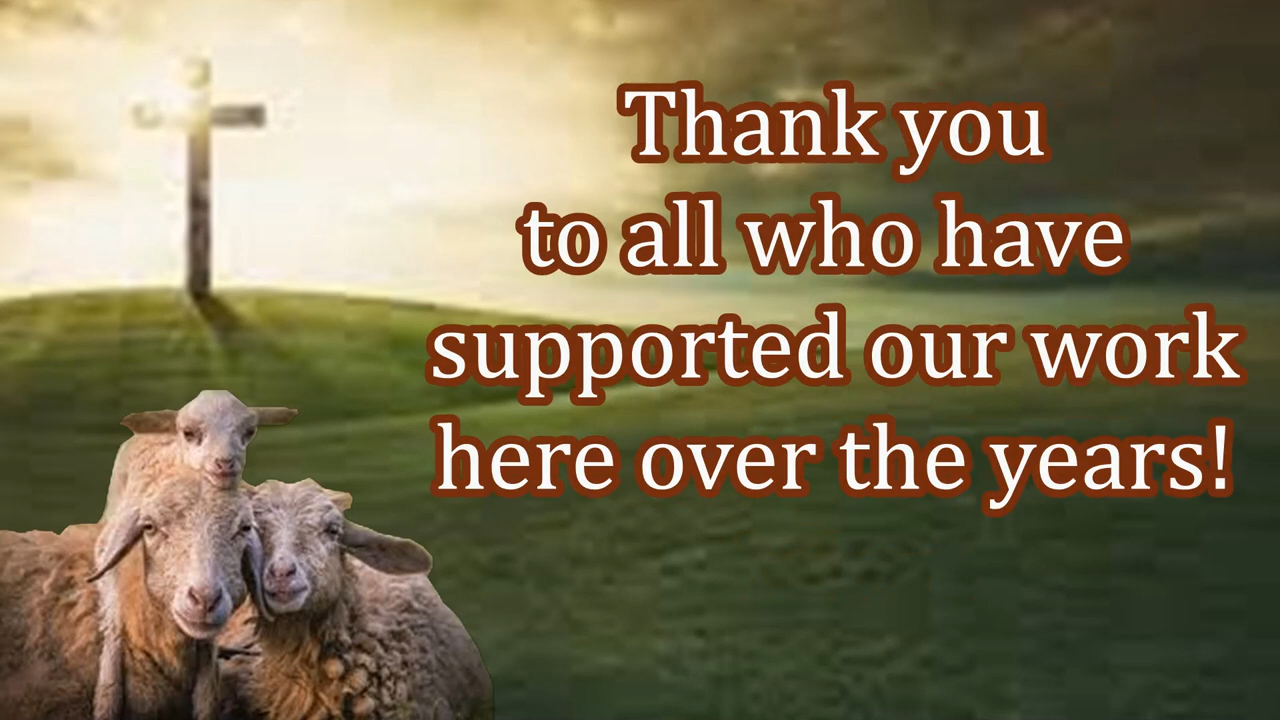 Thank you
to all who have
supported our work
here over the years!